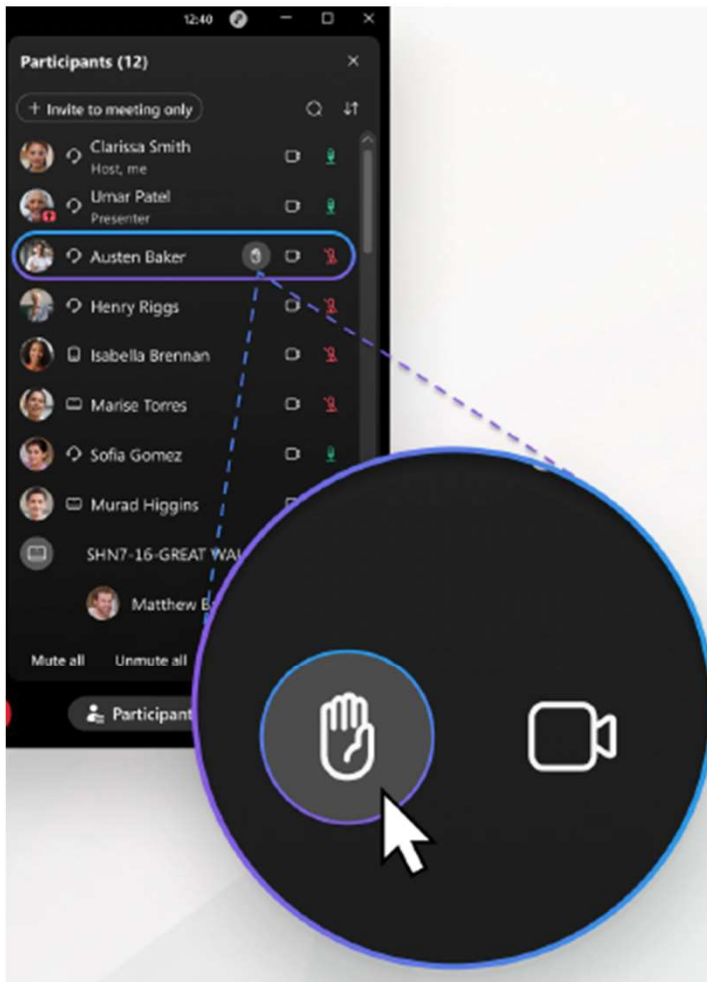 12:40
Participants (12)
+ Invite to meeting only
Clarissa Smith
Host, me
Umar Patel
Presenter
Austen Baker
Henry Riggs
Isabella Brennan
Marise Torres
Sofia Gomez
Murad Higgins
SHN7-16-GREAT
Matthew
Mute all Unmute all
Participant